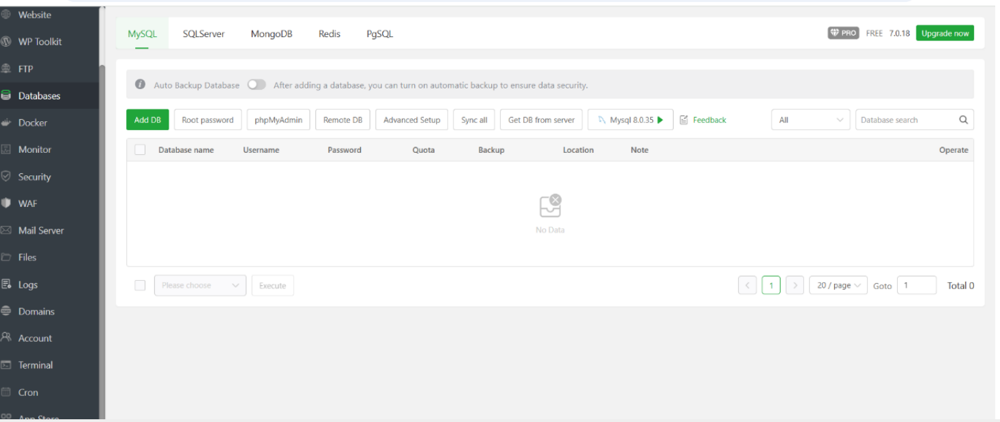 Website
WP Toolkit
FTP
Databases
Docker
Monitor
Security
WAF
Mail Server
Files
Logs
Domains
Account
Terminal
Cron
App Store
MySQL SQLServer MongoDB Redis PgSQL PRO FREE 7.0.18 Upgrade now
Auto Backup Database After adding a database, you can turn on automatic backup to ensure data security.
Add DB Root password phpMyAdmin Remote DB Advanced Setup Sync all Get DB from server Mysql 8.0.35 Feedback All Database search
Database name Username Password Quota Backup Location Note Operate
No Data
Please choose Execute 1 20 / page Goto 1 Total 0